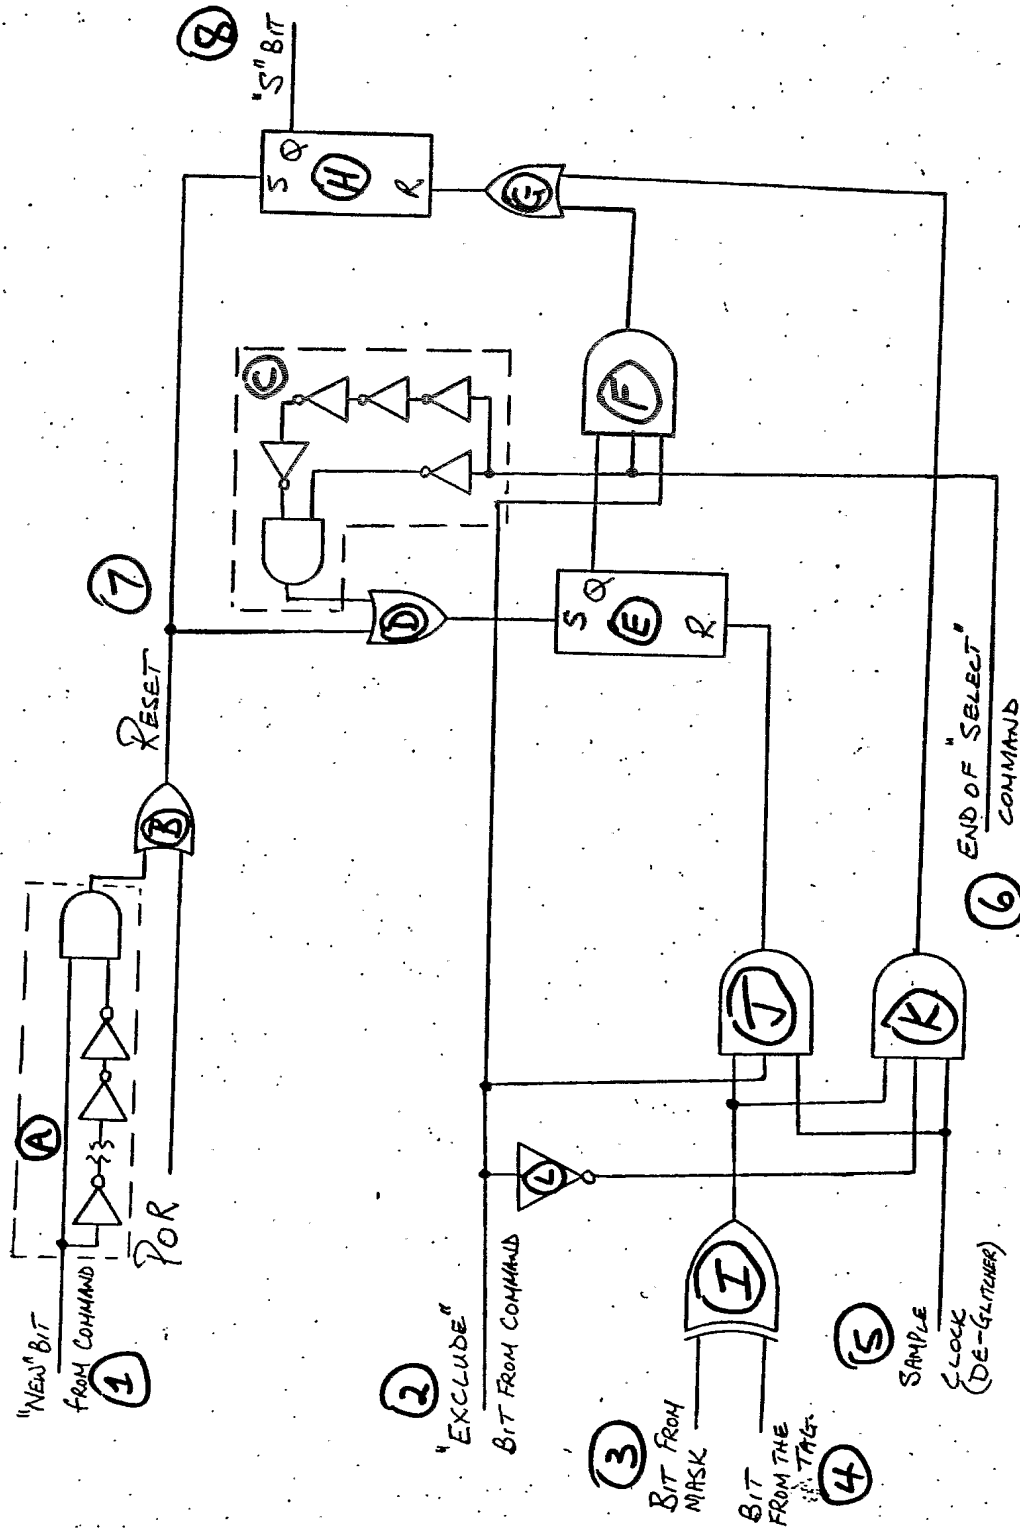 "NEW" BIT
FROM COMMAND
1
A
POR
B
RESET
7
"EXCLUDE"
BIT FROM COMMAND
2
L
C
D
S
Q
E
R
F
G
S
Q
H
R
"S" BIT
8
3
BIT FROM
MASK
BIT
FROM THE
TAG.
4
I
J
K
5
SAMPLE
CLOCK
(DE-GLITCHER)
6
END OF "SELECT"
COMMAND